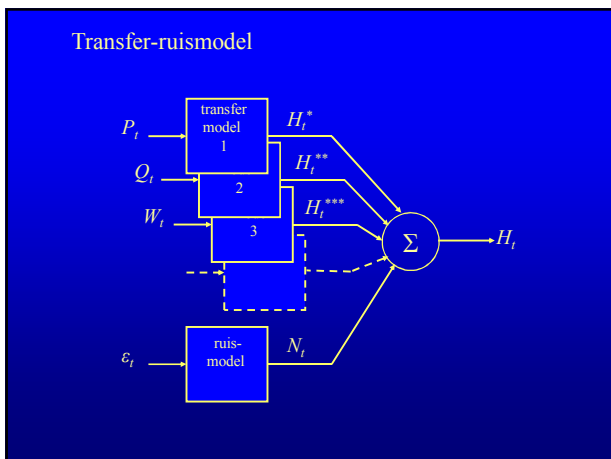 Transfer-ruismodel
transfer
model
1
P_t
H_t^*
H_t^{**}
Q_t
2
W_t
H_t^{***}
3
Σ
H_t
ruis-
model
ε_t
N_t